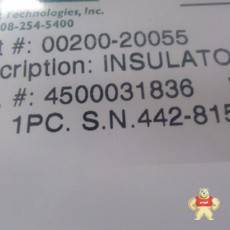 Technologies, Inc.
08-254-5400
t #: 00200-20055
cription: INSULATO
#: 4500031836
1PC. S.N.442-815